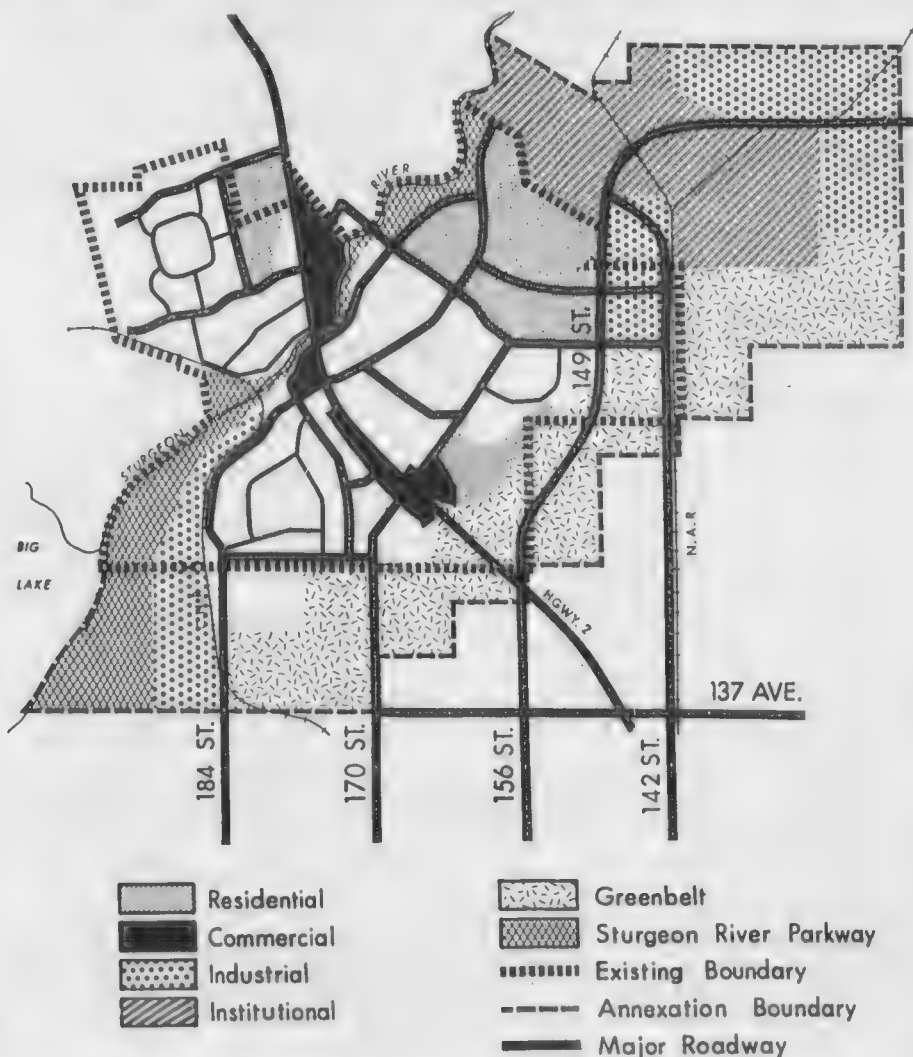 RIVER
149 ST.
STURGEON
BIG
LAKE
N.A.R.
HGWY. 2
137 AVE.
184 ST.
170 ST.
156 ST.
142 ST.
Residential
Commercial
Industrial
Institutional
Greenbelt
Sturgeon River Parkway
Existing Boundary
Annexation Boundary
Major Roadway